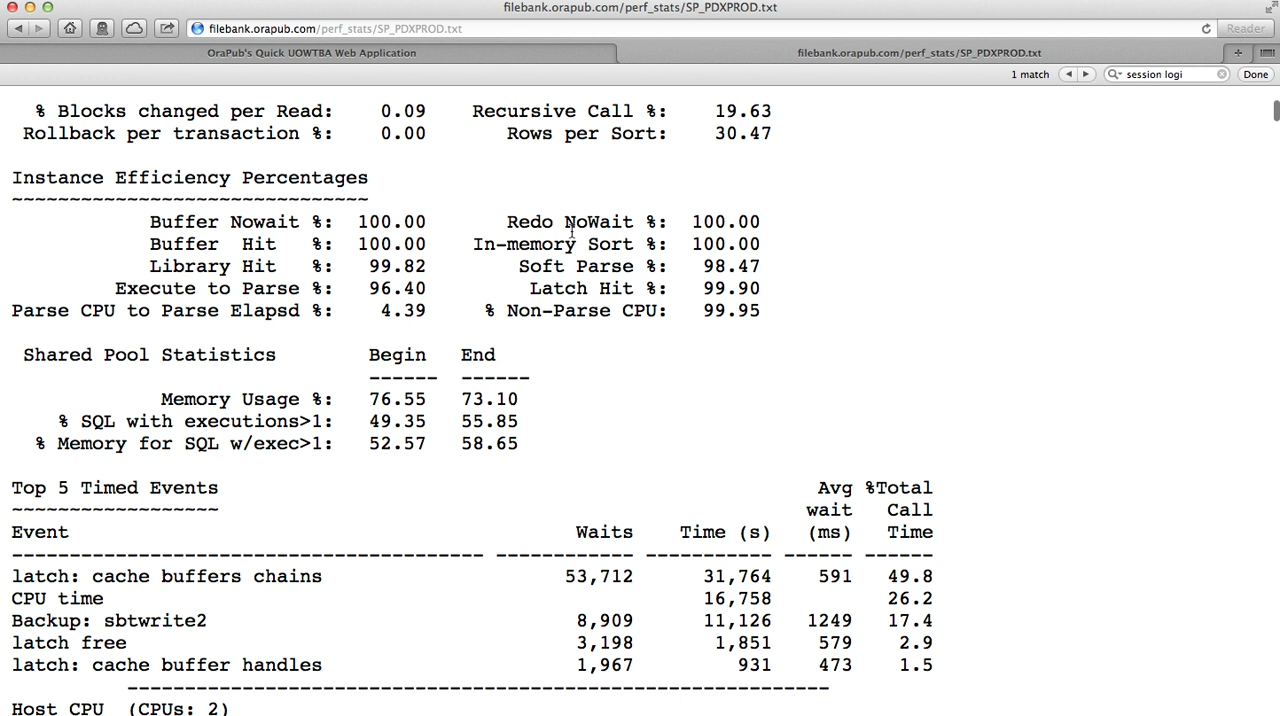 filebank.orapub.com/perf_stats/SP_PDXPROD.txt
filebank.orapub.com/perf_stats/SP_PDXPROD.txt Reader
OraPub's Quick UOWTBA Web Application filebank.orapub.com/perf_stats/SP_PDXPROD.txt
1 match session logi Done
% Blocks changed per Read: 0.09 Recursive Call %: 19.63
Rollback per transaction %: 0.00 Rows per Sort: 30.47
Instance Efficiency Percentages
~~~~~~~~~~~~~~~~~~~~~~~~~~~~~~~
Buffer Nowait %: 100.00 Redo NoWait %: 100.00
Buffer Hit %: 100.00 In-memory Sort %: 100.00
Library Hit %: 99.82 Soft Parse %: 98.47
Execute to Parse %: 96.40 Latch Hit %: 99.90
Parse CPU to Parse Elapsd %: 4.39 % Non-Parse CPU: 99.95
Shared Pool Statistics Begin End
------ ------
Memory Usage %: 76.55 73.10
% SQL with executions>1: 49.35 55.85
% Memory for SQL w/exec>1: 52.57 58.65
Top 5 Timed Events Avg %Total
~~~~~~~~~~~~~~~~~~ wait Call
Event Waits Time (s) (ms) Time
----------------------------------------- ------------ ----------- ------ ------
latch: cache buffers chains 53,712 31,764 591 49.8
CPU time 16,758 26.2
Backup: sbtwrite2 8,909 11,126 1249 17.4
latch free 3,198 1,851 579 2.9
latch: cache buffer handles 1,967 931 473 1.5
-------------------------------------------------------------
Host CPU (CPUs: 2)